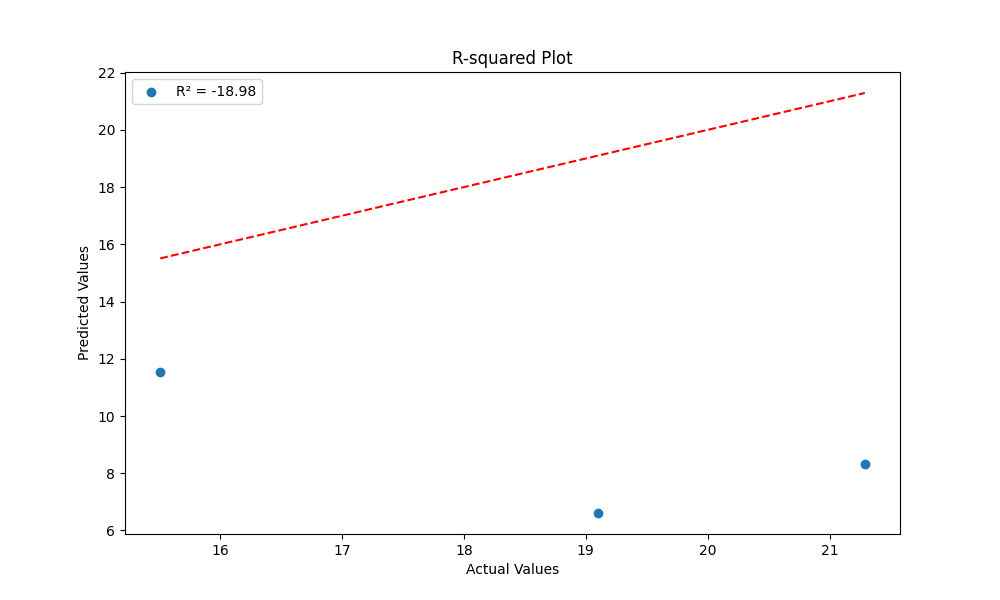 R-squared Plot
R² = -18.98
22
20
18
16
14
12
10
8
6
Predicted Values
16 17 18 19 20 21
Actual Values